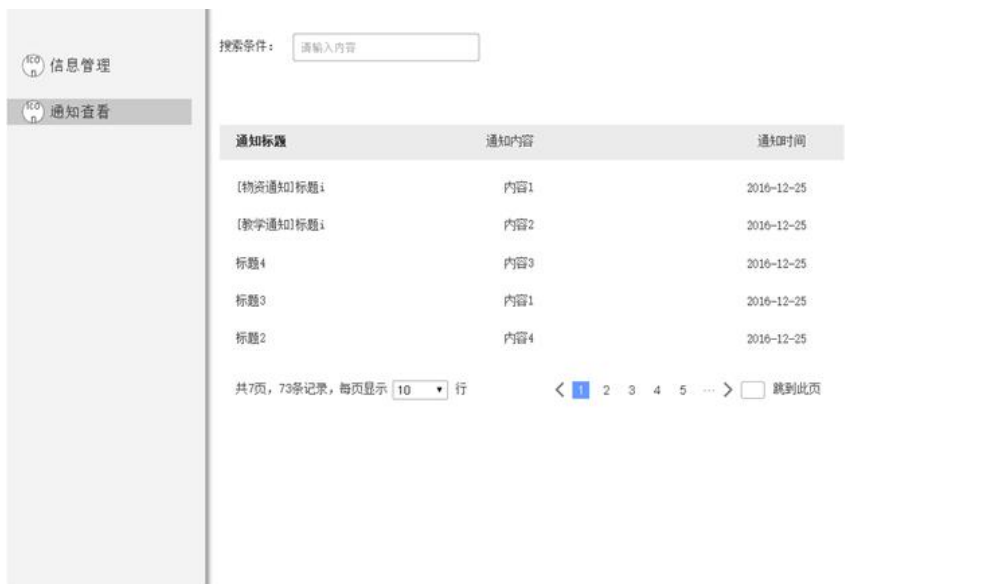 信息管理
通知查看
搜索条件： 请输入内容
通知标题 通知内容 通知时间
[物资通知]标题i 内容1 2016-12-25
[教学通知]标题i 内容2 2016-12-25
标题4 内容3 2016-12-25
标题3 内容1 2016-12-25
标题2 内容4 2016-12-25
共7页，73条记录，每页显示 10 行 1 2 3 4 5 ··· 跳到此页